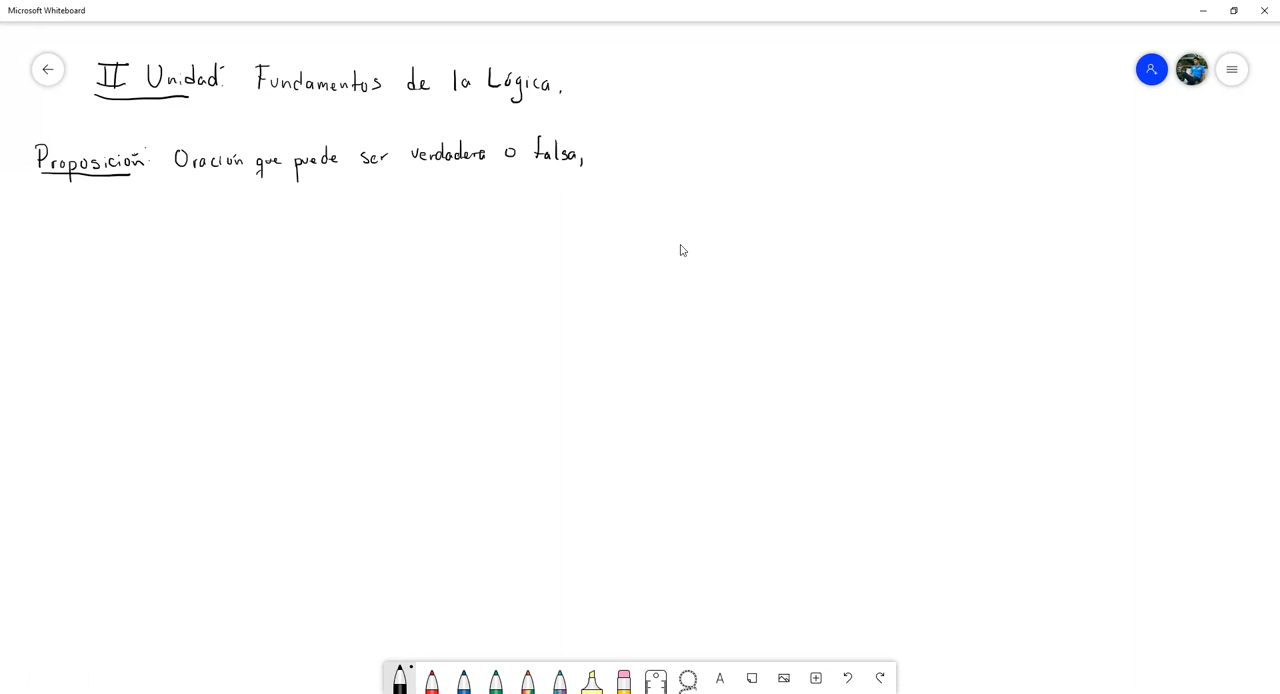 Microsoft Whiteboard
II Unidad: Fundamentos de la Lógica.
Proposición: Oración que puede ser verdadera o falsa,